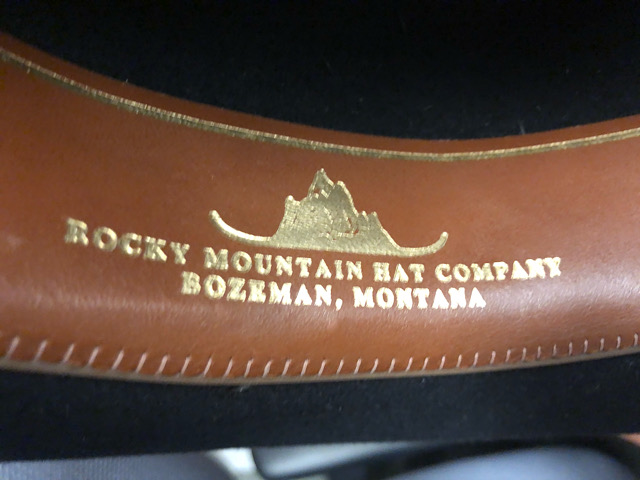 ROCKY MOUNTAIN HAT COMPANY
BOZEMAN, MONTANA